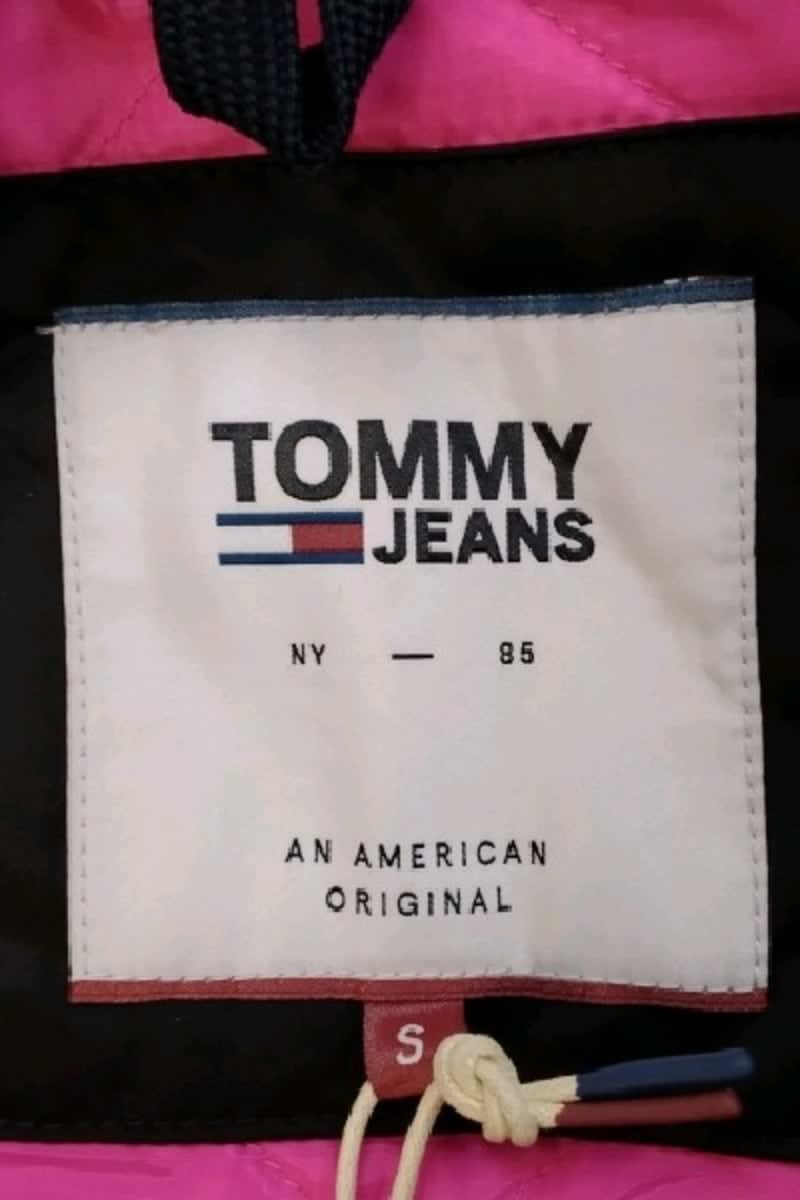 TOMMY
JEANS
NY — 85
AN AMERICAN
ORIGINAL
S